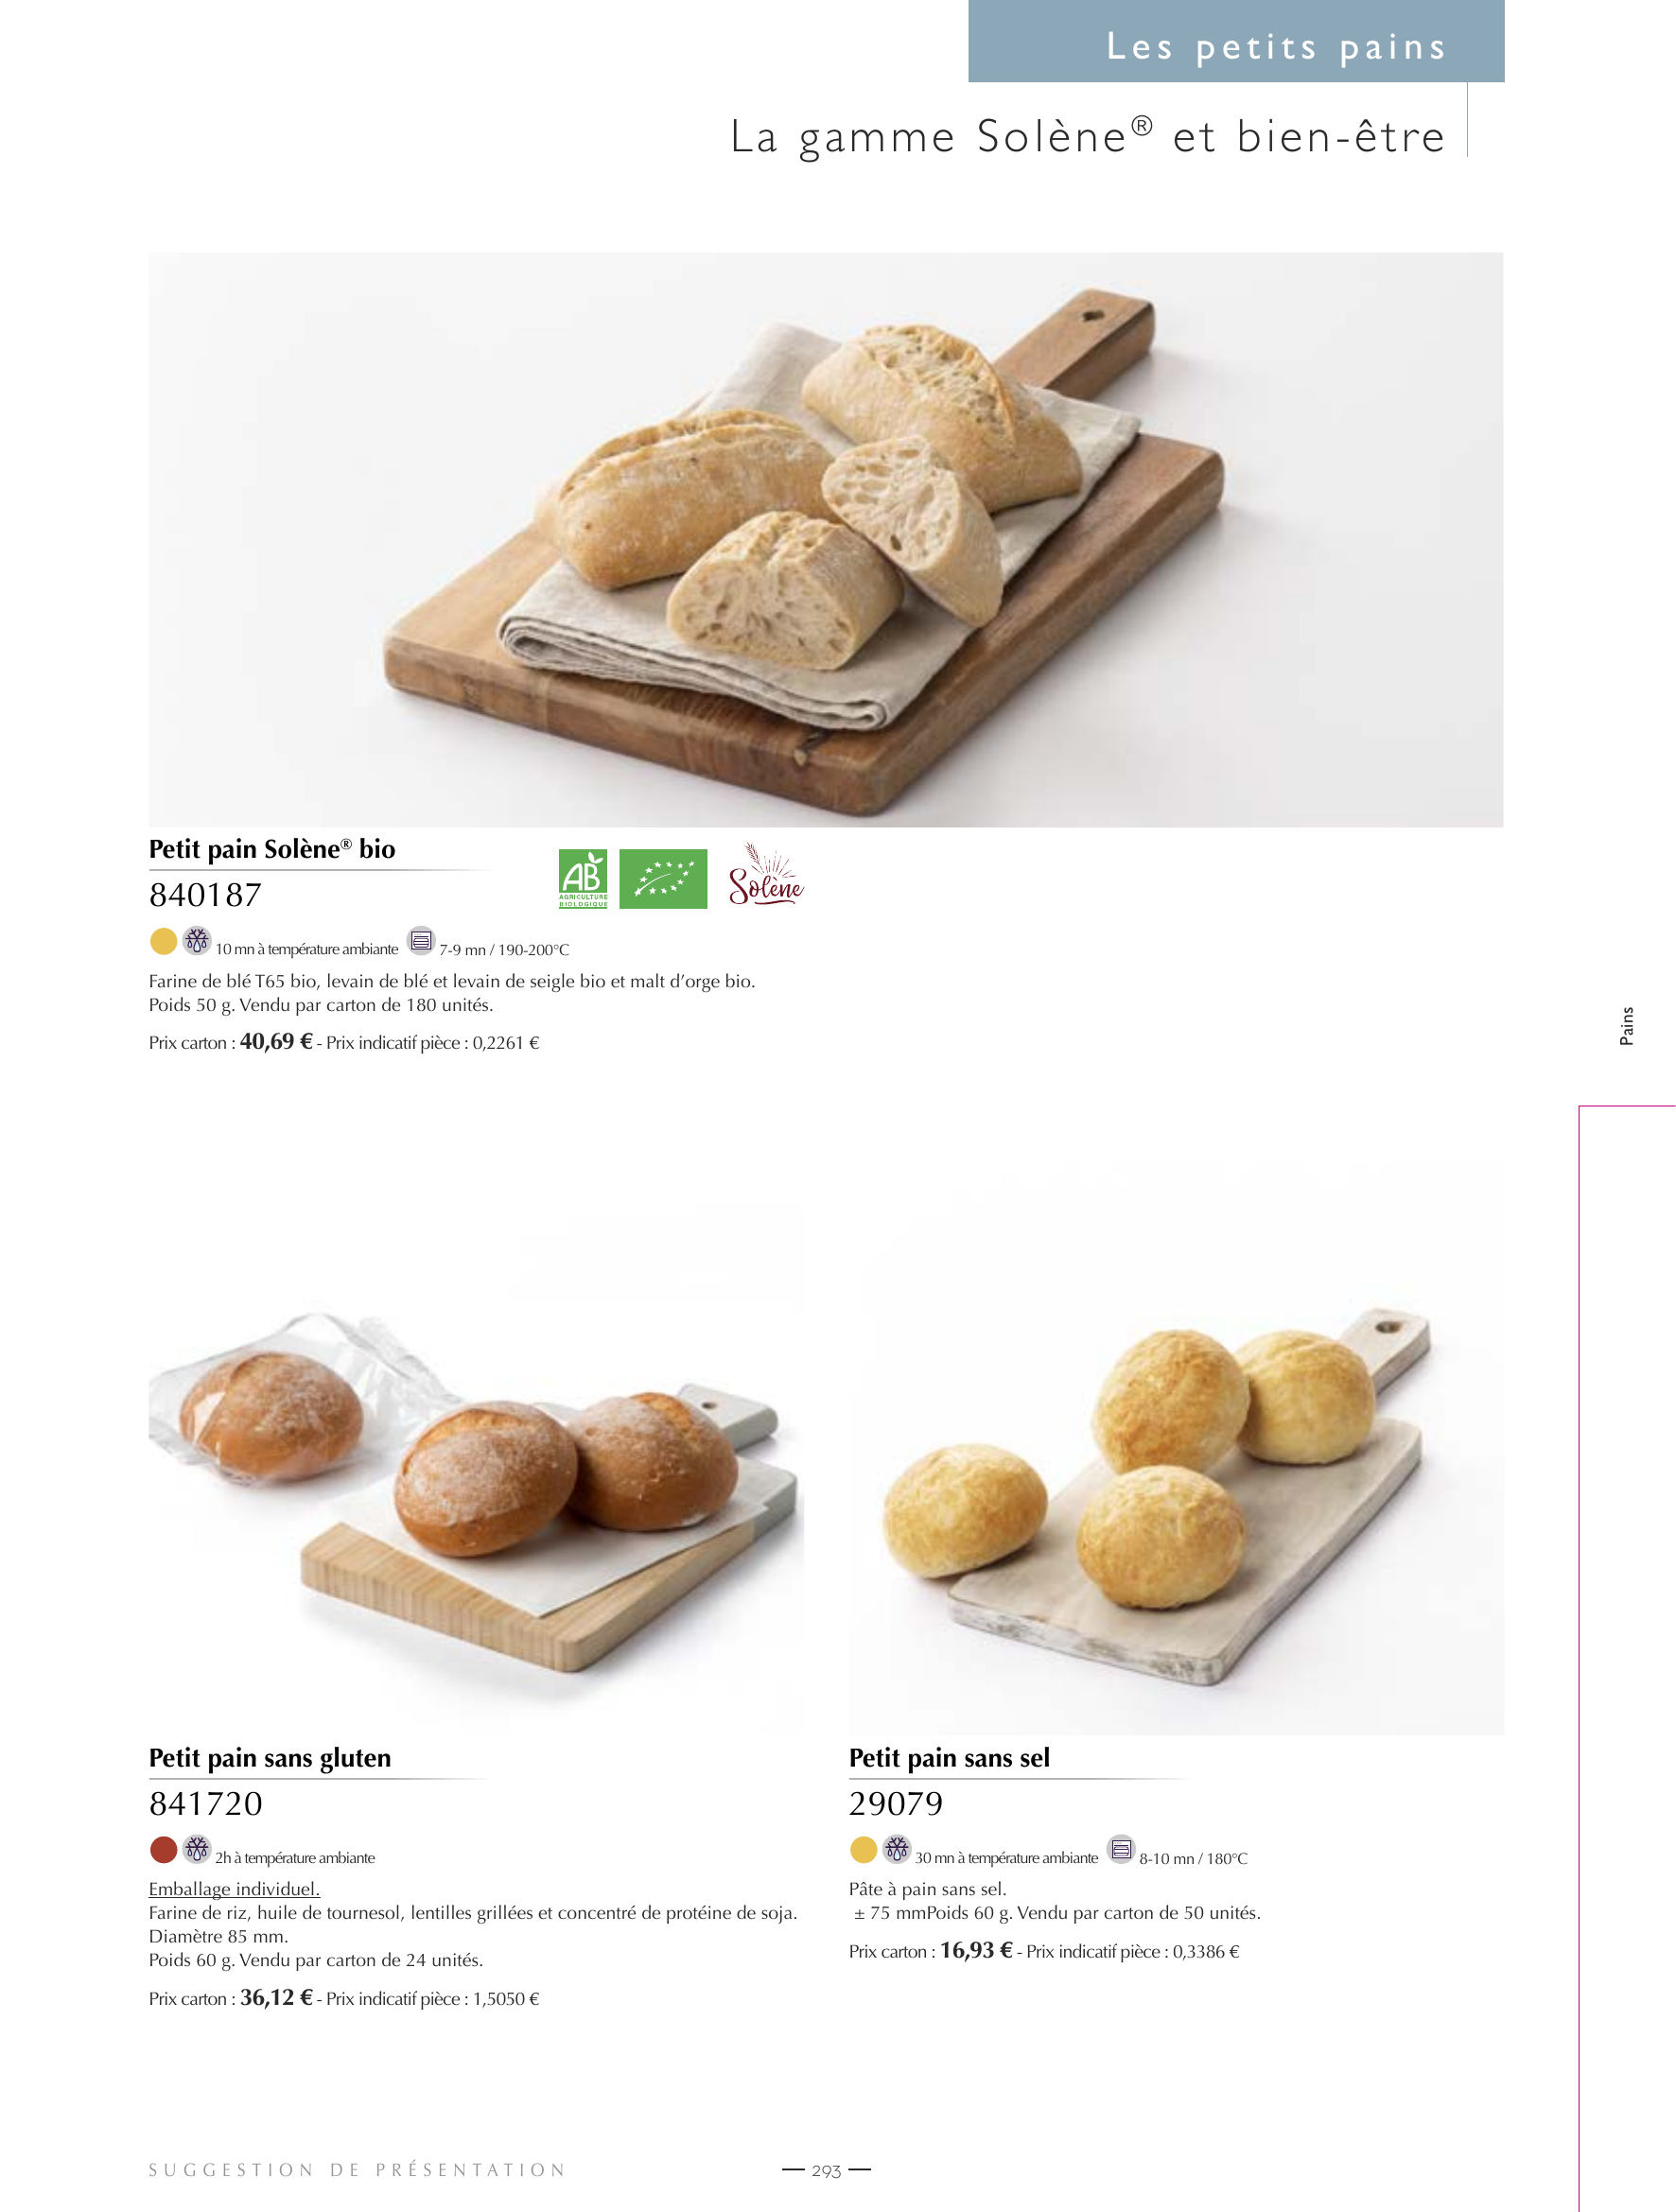 Les petits pains
La gamme Solène® et bien-être
Petit pain Solène® bio
840187
AB
AGRICULTURE
BIOLOGIQUE
Solène
10 mn à température ambiante 7-9 mn / 190-200°C
Farine de blé T65 bio, levain de blé et levain de seigle bio et malt d’orge bio.
Poids 50 g. Vendu par carton de 180 unités.
Prix carton : 40,69 € - Prix indicatif pièce : 0,2261 €
Pains
Petit pain sans gluten
841720
2h à température ambiante
Emballage individuel.
Farine de riz, huile de tournesol, lentilles grillées et concentré de protéine de soja.
Diamètre 85 mm.
Poids 60 g. Vendu par carton de 24 unités.
Prix carton : 36,12 € - Prix indicatif pièce : 1,5050 €
Petit pain sans sel
29079
30 mn à température ambiante 8-10 mn / 180°C
Pâte à pain sans sel.
± 75 mmPoids 60 g. Vendu par carton de 50 unités.
Prix carton : 16,93 € - Prix indicatif pièce : 0,3386 €
SUGGESTION DE PRÉSENTATION
— 293 —